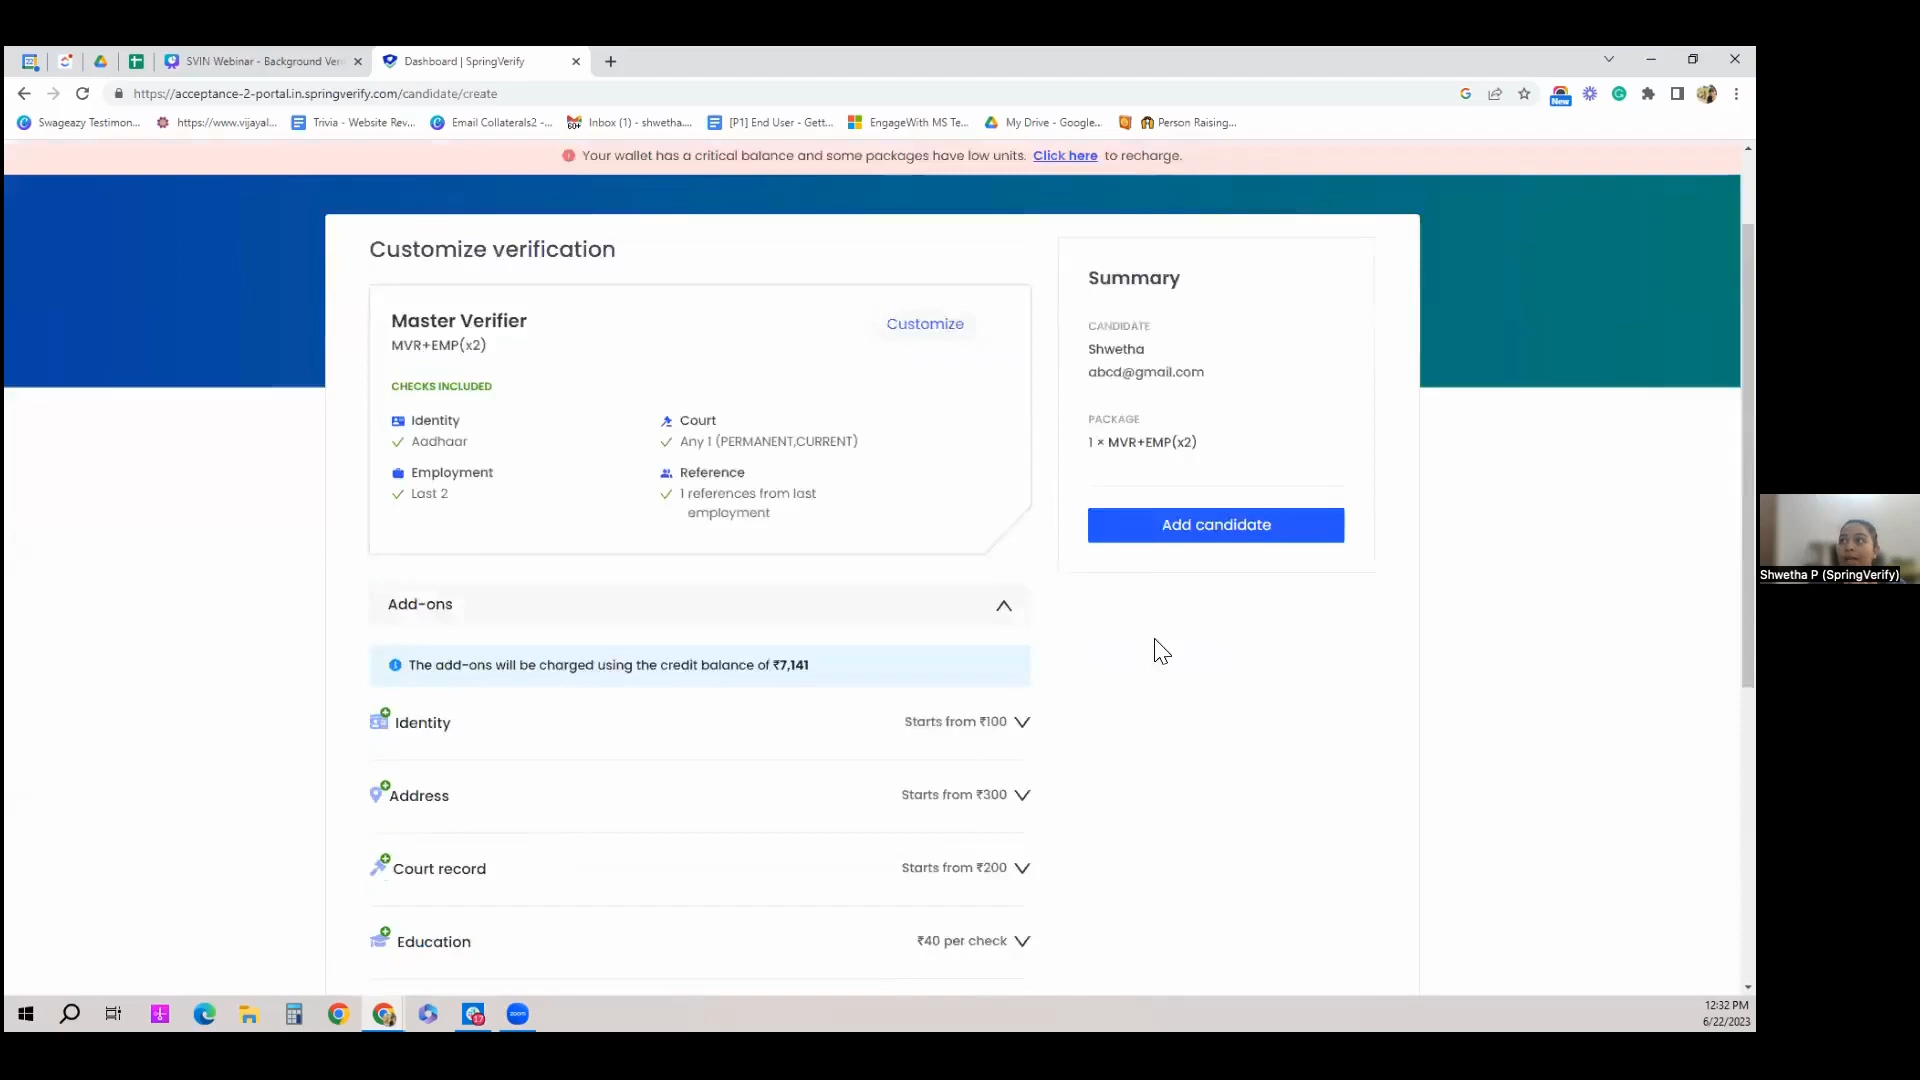 SVIN Webinar - Background Ver
Dashboard | SpringVerify
https://acceptance-2-portal.in.springverify.com/candidate/create
New
Swageazy Testimon...
https://www.vijayal...
Trivia - Website Rev...
Email Collaterals2 -...
Inbox (1) - shwetha....
[P1] End User - Gett...
EngageWith MS Te...
My Drive - Google...
Person Raising...
Your wallet has a critical balance and some packages have low units. Click here to recharge.
Customize verification
Master Verifier
Customize
MVR+EMP(x2)
CHECKS INCLUDED
Identity
Aadhaar
Court
Any 1 (PERMANENT,CURRENT)
Employment
Last 2
Reference
1 references from last
employment
Summary
CANDIDATE
Shwetha
abcd@gmail.com
PACKAGE
1 × MVR+EMP(x2)
Add candidate
Add-ons
The add-ons will be charged using the credit balance of ₹7,141
Identity
Starts from ₹100
Address
Starts from ₹300
Court record
Starts from ₹200
Education
₹40 per check
Shwetha P (SpringVerify)
17
zoom
12:32 PM
6/22/2023